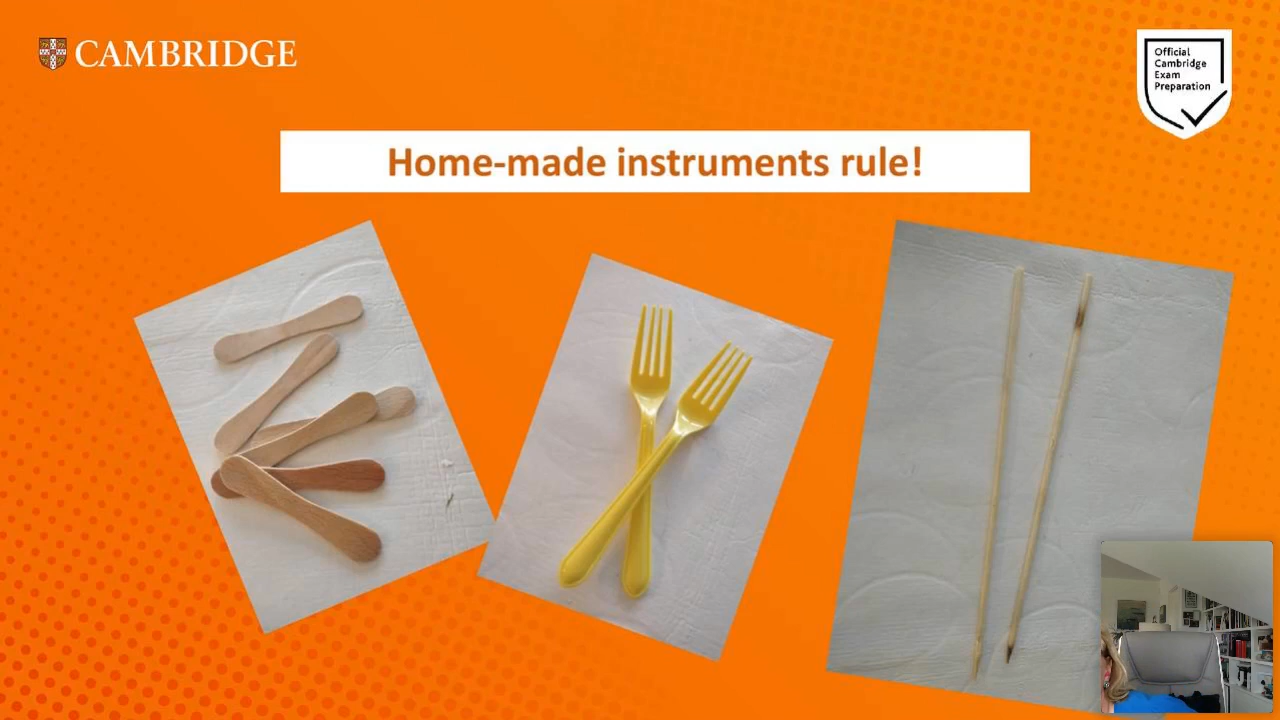 CAMBRIDGE
Official
Cambridge
Exam
Preparation
Home-made instruments rule!